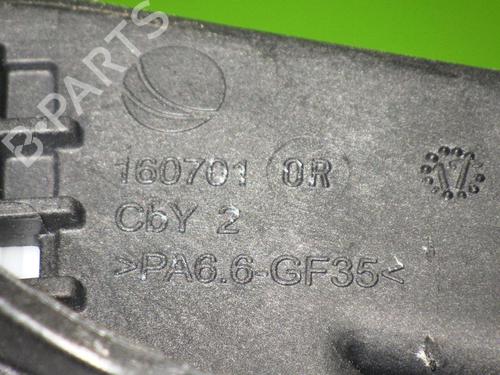 B-PARTS
160701 0R
17
CbY 2
>PA6.6-GF35<